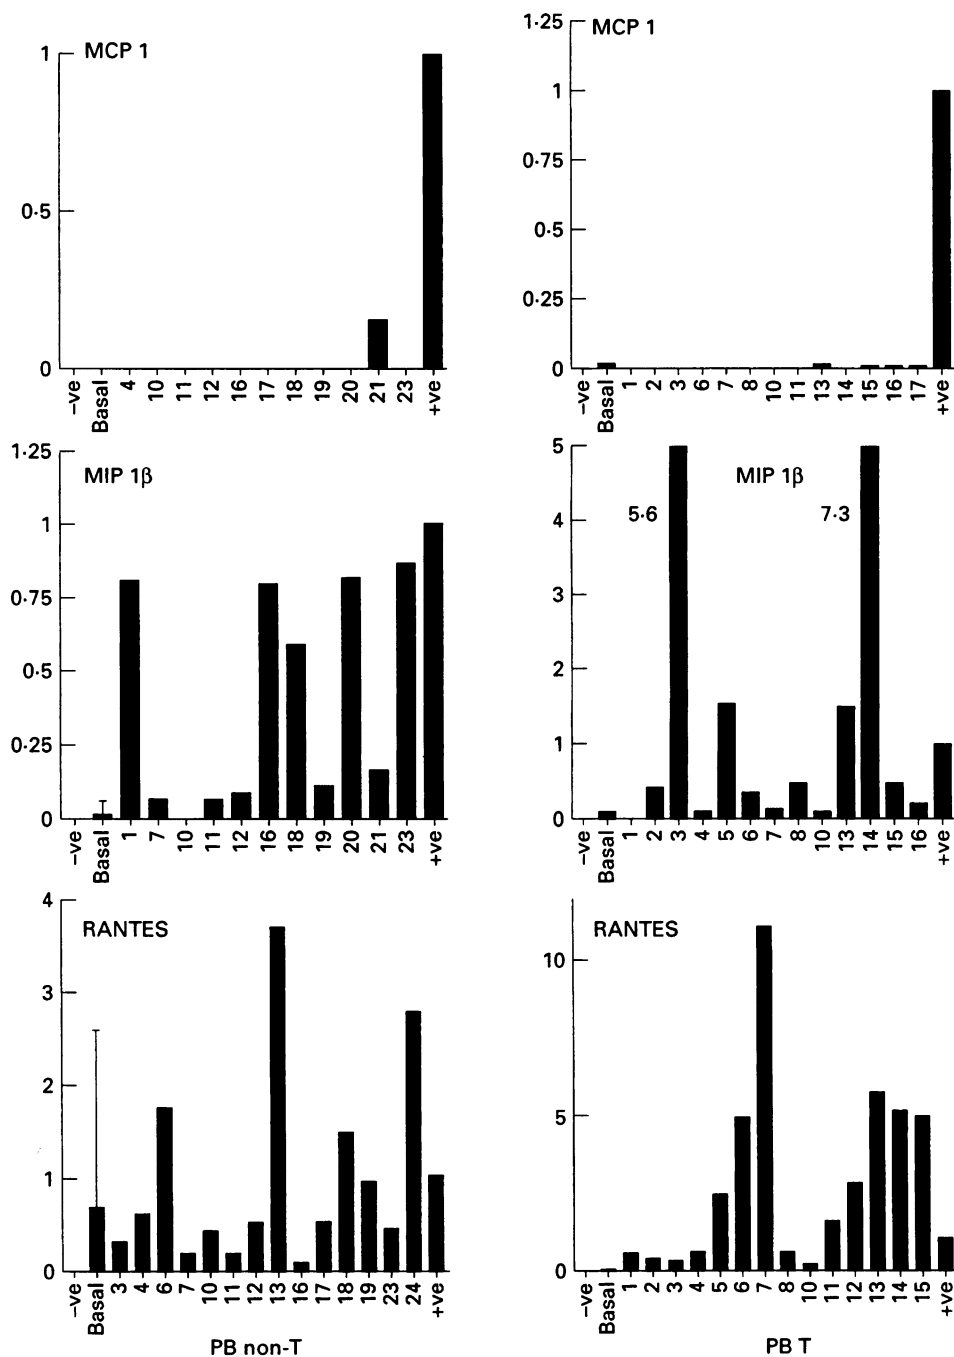 MCP 1
1
0·5
0
–ve Basal 4 10 11 12 16 17 18 19 20 21 23 +ve
MCP 1
1·25
1
0·75
0·5
0·25
0
–ve Basal 1 2 3 6 7 8 10 11 13 14 15 16 17 +ve
MIP 1β
1·25
1
0·75
0·5
0·25
0
–ve Basal 1 7 10 11 12 16 18 19 20 21 23 +ve
MIP 1β
5·6
7·3
5
4
3
2
1
0
–ve Basal 1 2 3 4 5 6 7 8 10 13 14 15 16 +ve
RANTES
4
3
2
1
0
–ve Basal 3 4 6 7 10 11 12 13 16 17 18 19 23 24 +ve
PB non-T
RANTES
10
5
0
–ve Basal 1 2 3 4 5 6 7 8 10 11 12 13 14 15 +ve
PB T